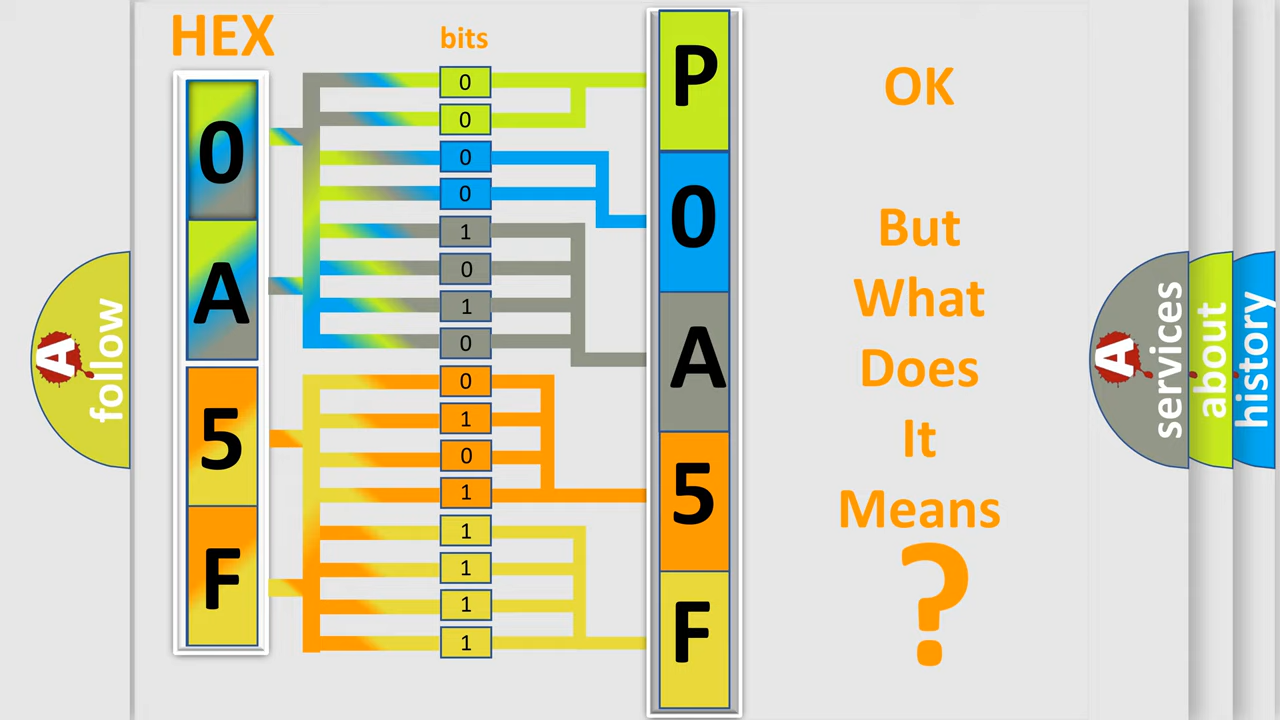 HEX
bits
0
A
5
F
0
0
0
0
1
0
1
0
0
1
0
1
1
1
1
1
P
0
A
5
F
OK
But
What
Does
It
Means
?
A
follow
A
services
about
history